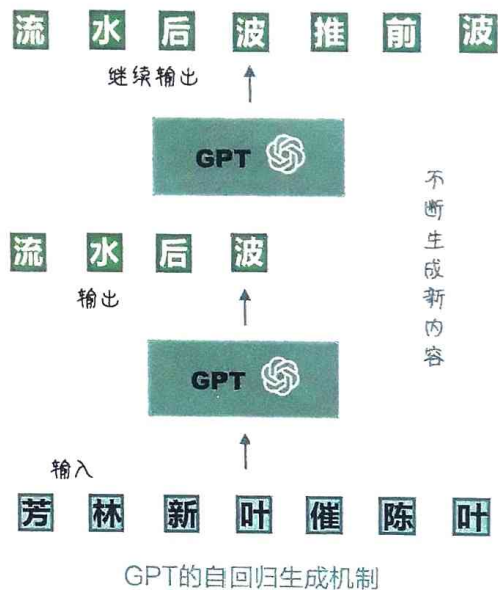 流水后波推前波
继续输出
GPT
不断生成新内容
流水后波
输出
GPT
输入
芳林新叶催陈叶
GPT的自回归生成机制